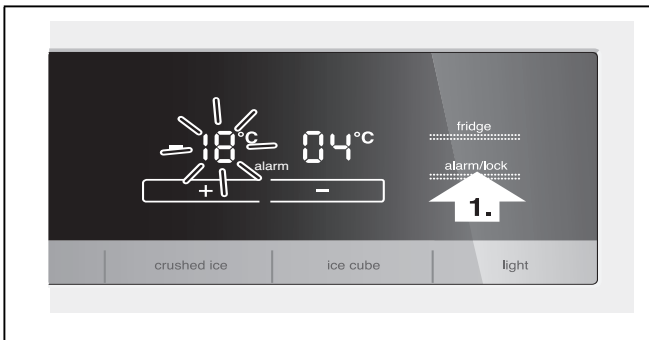 fridge
-18°C 04°C
alarm
alarm/lock
+ -
1.
crushed ice ice cube light